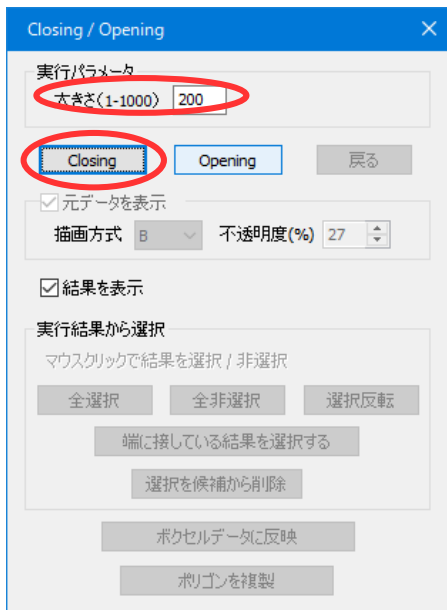 Closing / Opening
実行パラメータ
大きさ(1-1000) 200
Closing Opening 戻る
元データを表示
描画方式 B 不透明度(%) 27
結果を表示
実行結果から選択
マウスクリックで結果を選択 / 非選択
全選択 全非選択 選択反転
端に接している結果を選択する
選択を候補から削除
ボクセルデータに反映
ポリゴンを複製